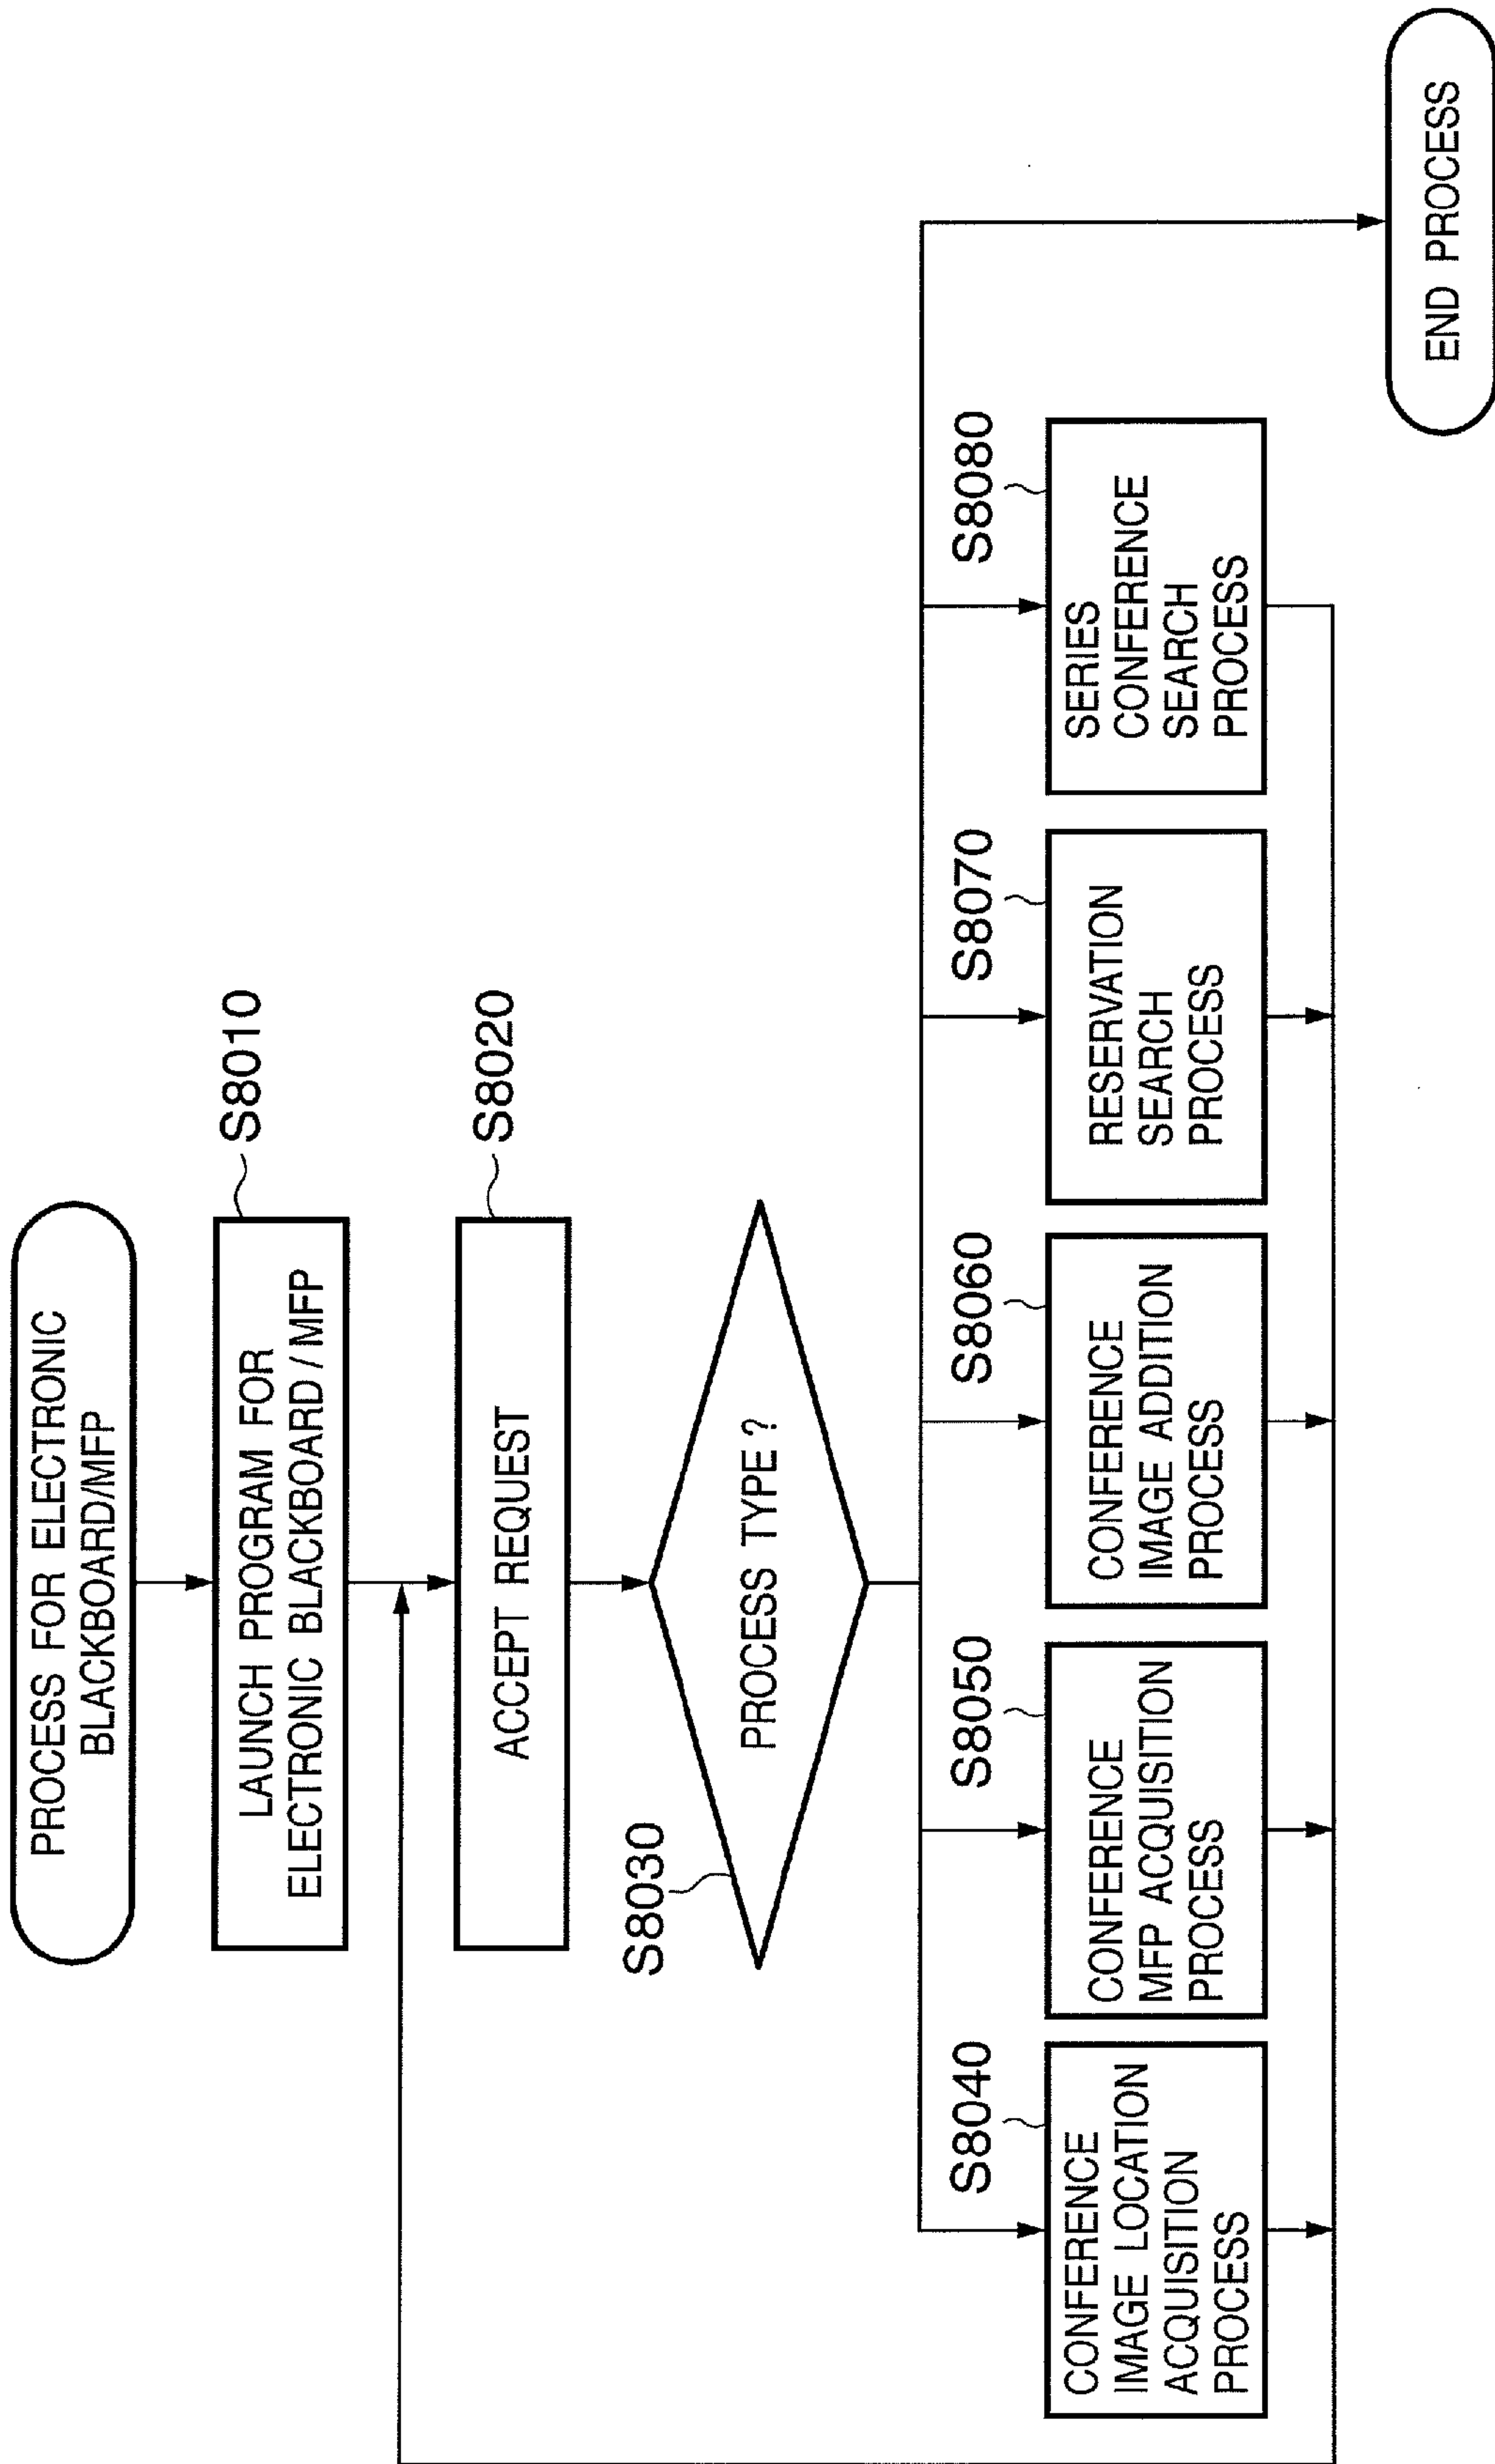 PROCESS FOR ELECTRONIC
BLACKBOARD/MFP
LAUNCH PROGRAM FOR
ELECTRONIC BLACKBOARD / MFP
S8010
ACCEPT REQUEST
S8020
S8030
PROCESS TYPE ?
S8040
CONFERENCE
IMAGE LOCATION
ACQUISITION
PROCESS
S8050
CONFERENCE
MFP ACQUISITION
PROCESS
S8060
CONFERENCE
IMAGE ADDITION
PROCESS
S8070
RESERVATION
SEARCH
PROCESS
S8080
SERIES
CONFERENCE
SEARCH
PROCESS
END PROCESS